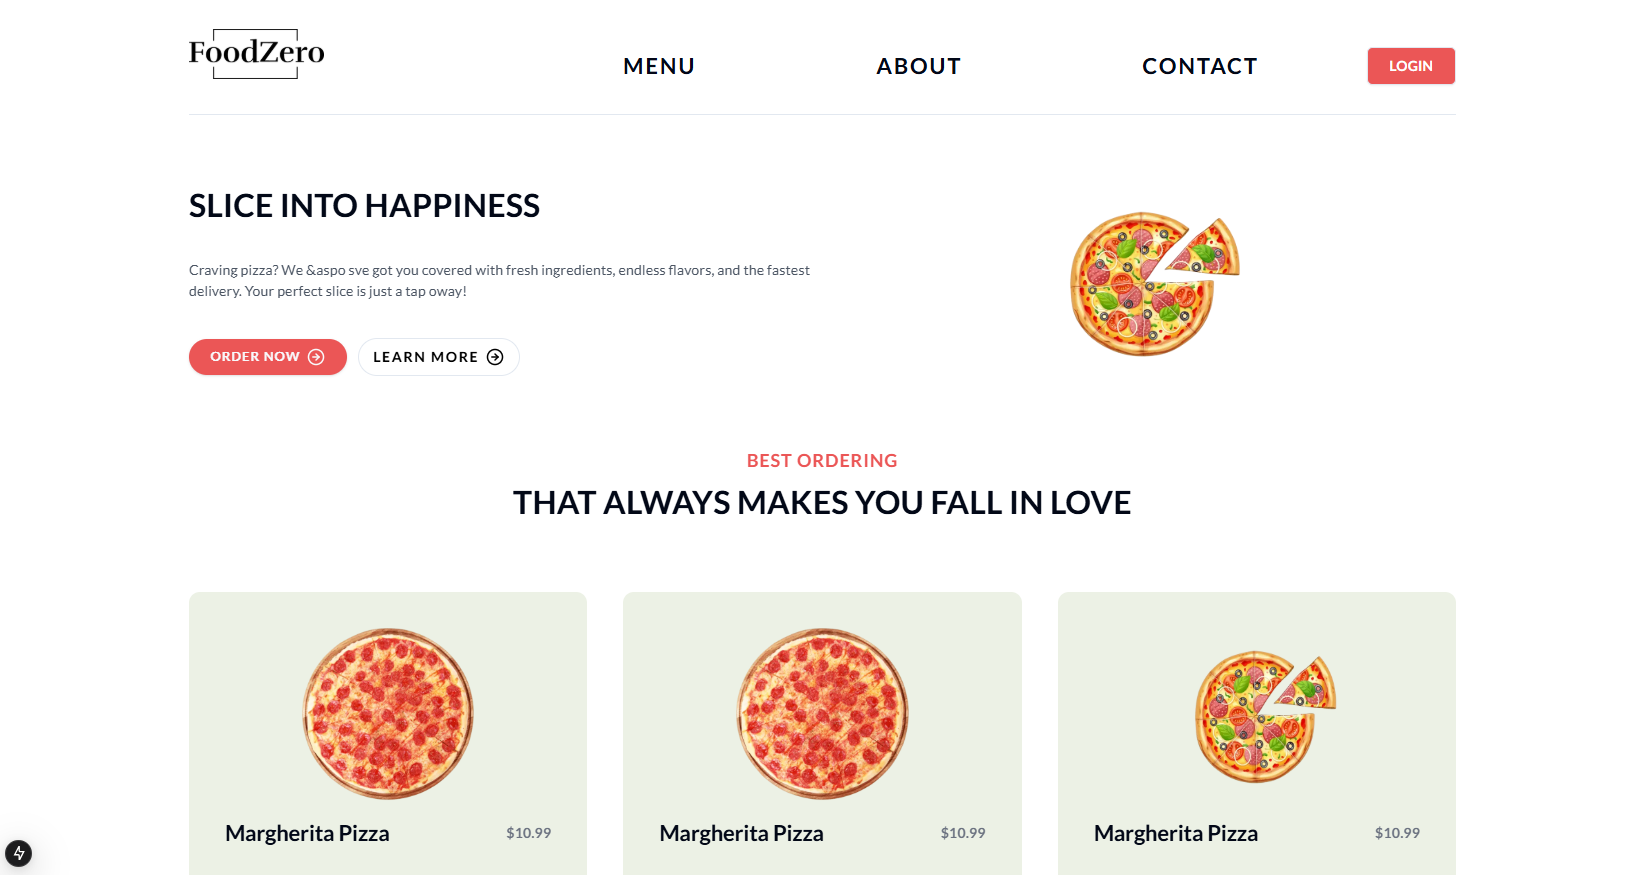 FoodZero
MENU
ABOUT
CONTACT
LOGIN
SLICE INTO HAPPINESS
Craving pizza? We &aspo sve got you covered with fresh ingredients, endless flavors, and the fastest
delivery. Your perfect slice is just a tap oway!
ORDER NOW
LEARN MORE
BEST ORDERING
THAT ALWAYS MAKES YOU FALL IN LOVE
Margherita Pizza
$10.99
Margherita Pizza
$10.99
Margherita Pizza
$10.99